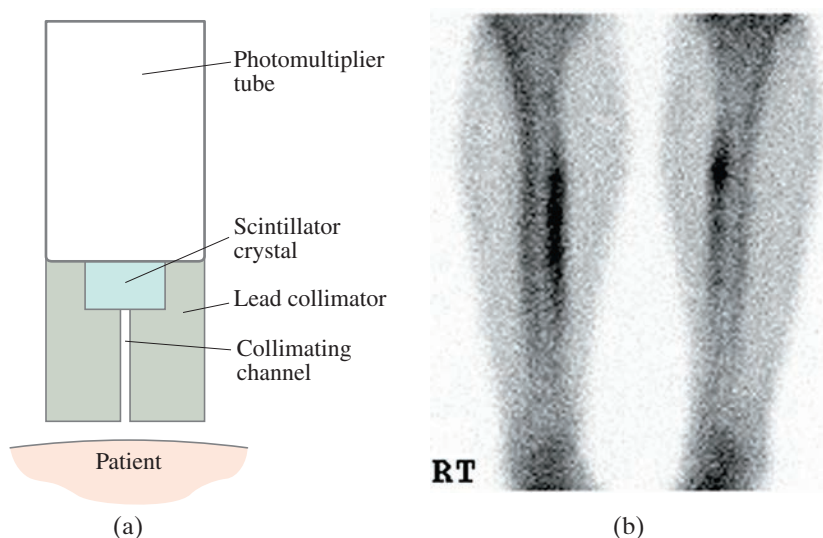 Photomultiplier
tube
Scintillator
crystal
Lead collimator
Collimating
channel
Patient
(a)
RT
(b)